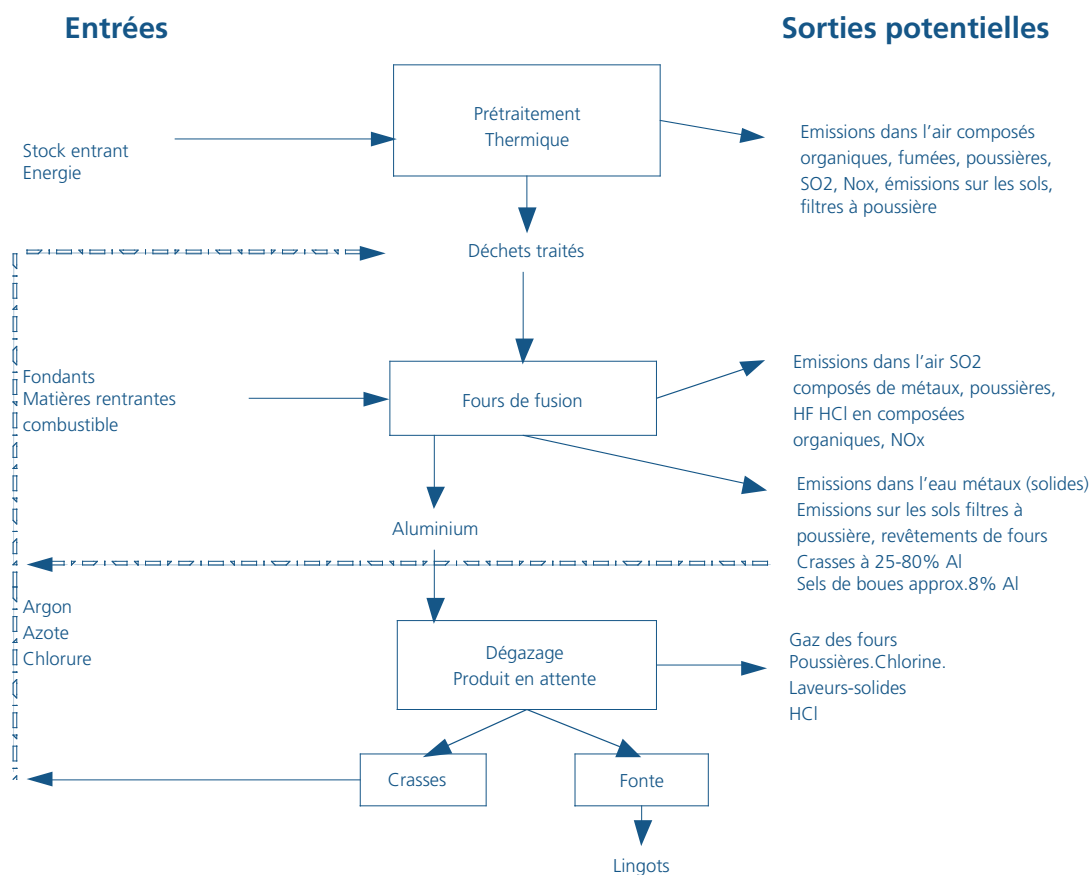 Entrées
Sorties potentielles
Prétraitement
Thermique
Stock entrant
Energie
Emissions dans l'air composés
organiques, fumées, poussières,
SO2, Nox, émissions sur les sols,
filtres à poussière
Déchets traités
Fondants
Matières rentrantes
combustible
Fours de fusion
Emissions dans l'air SO2
composés de métaux, poussières,
HF HCl en composées
organiques, NOx
Emissions dans l'eau métaux (solides)
Emissions sur les sols filtres à
poussière, revêtements de fours
Crasses à 25-80% Al
Sels de boues approx.8% Al
Aluminium
Argon
Azote
Chlorure
Dégazage
Produit en attente
Gaz des fours
Poussières.Chlorine.
Laveurs-solides
HCl
Crasses
Fonte
Lingots